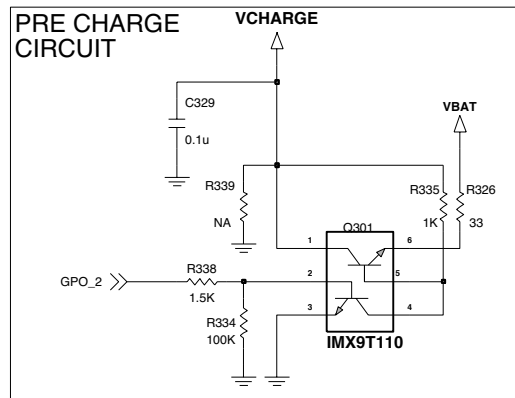 PRE CHARGE
CIRCUIT
VCHARGE
C329
0.1u
VBAT
R339
NA
R335
1K
R326
33
Q301
1
6
2
5
3
4
GPO_2
R338
1.5K
R334
100K
IMX9T110